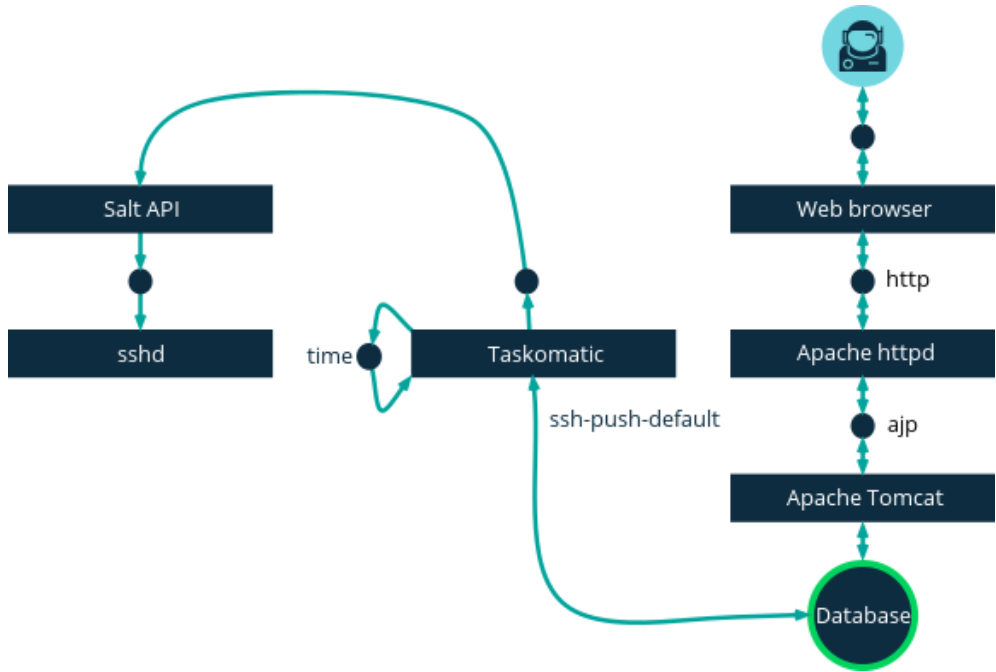 Salt API
Web browser
http
sshd
time
Taskomatic
Apache httpd
ssh-push-default
ajp
Apache Tomcat
Database